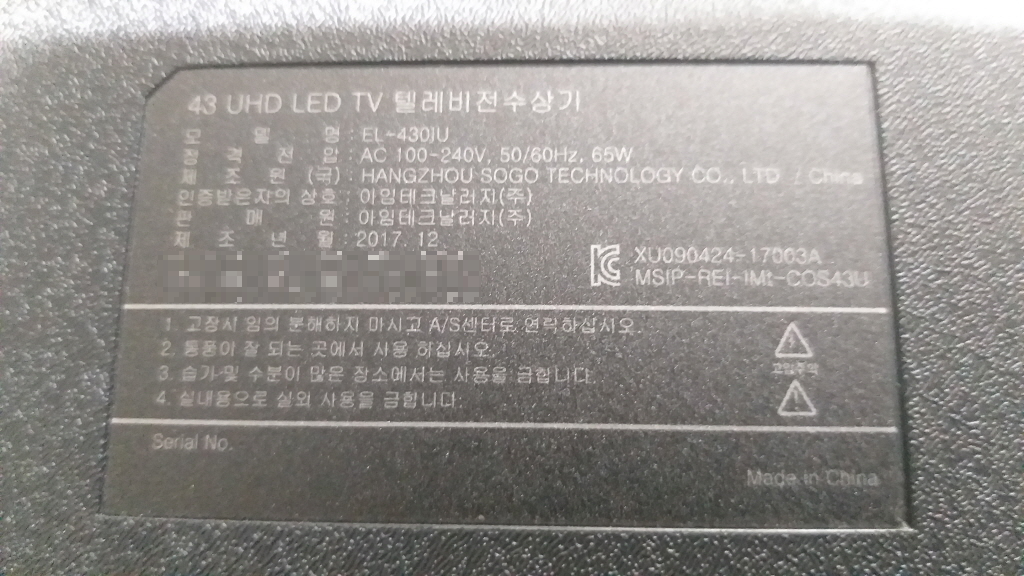 43 UHD LED TV 텔레비전수상기
모 델 명 : EL-430IU
정 격 전 압 : AC 100-240V, 50/60Hz, 65W
제 조 원 (국) : HANGZHOU SOGO TECHNOLOGY CO., LTD / China
인증받은자의 상호 : 아임테크날러지(주)
판 매 원 : 아임테크날러지(주)
제 조 년 월 : 2017. 12
XU090424-17003A
MSIP-REI-IMt-COS43U
1. 고장시 임의 분해하지 마시고 A/S센터로 연락하십시오.
2. 통풍이 잘 되는 곳에서 사용 하십시오.
3. 습기 및 수분이 많은 장소에서는 사용을 금합니다.
4. 실내용으로 실외 사용을 금합니다.
Serial No.
Made in China